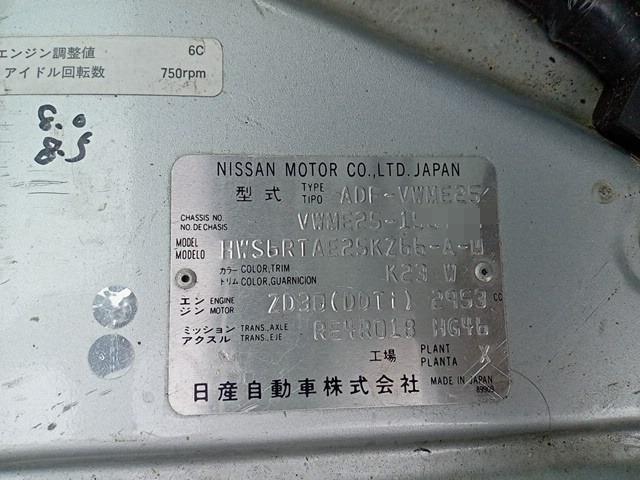 エンジン調整値 6C
アイドル回転数 750rpm
0.3
5.8
NISSAN MOTOR CO.,LTD. JAPAN
型式 TYPE TIPO ADF-VWME25
CHASSIS NO. NO. DE CHASIS VWME25-1
MODEL MODELO HWS6RTAE25KZ66-A-W
カラー COLOR,TRIM K23 W
トリム COLOR,GUARNICION
エンジン ENGINE MOTOR ZD30(DDTi) 2953 CC
ミッション TRANS.,AXLE RE4R01B HG46
アクスル TRANS.,EJE
工場 PLANT PLANTA X
日産自動車株式会社 MADE IN JAPAN